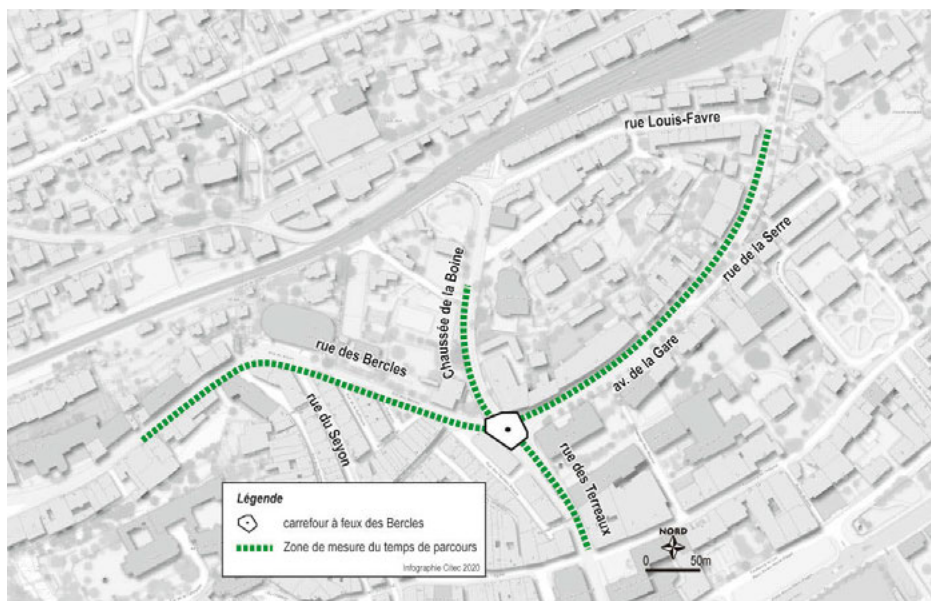 rue Louis-Favre
rue de la Serre
Chaussée de la Boine
rue des Bercles
av. de la Gare
rue du Seyon
rue des Terreaux
Légende
carrefour à feux des Bercles
Zone de mesure du temps de parcours
Infographie Citec 2020
NORD
0 50m